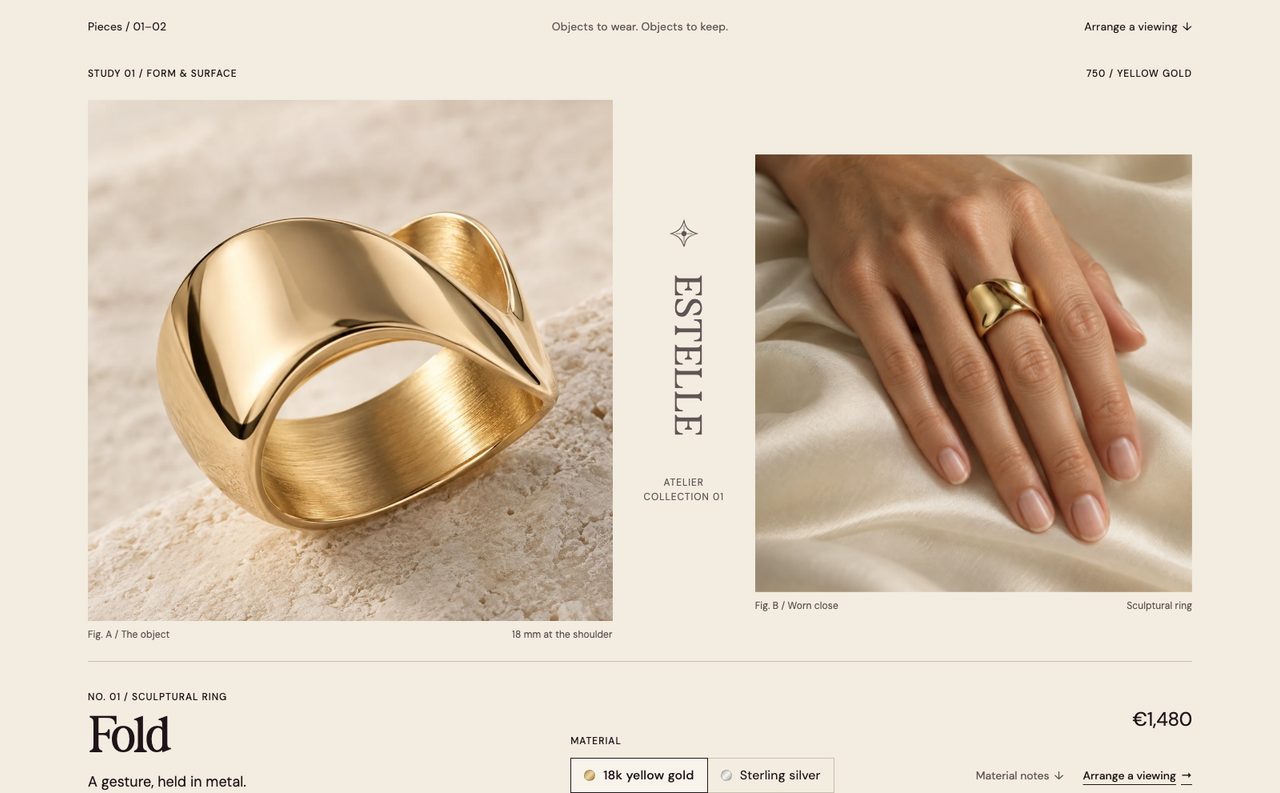 Pieces / 01–02
Objects to wear. Objects to keep.
Arrange a viewing ↓
STUDY 01 / FORM & SURFACE
750 / YELLOW GOLD
ESTELLE
ATELIER
COLLECTION 01
Fig. A / The object
18 mm at the shoulder
Fig. B / Worn close
Sculptural ring
NO. 01 / SCULPTURAL RING
Fold
A gesture, held in metal.
MATERIAL
18k yellow gold
Sterling silver
€1,480
Material notes ↓
Arrange a viewing →